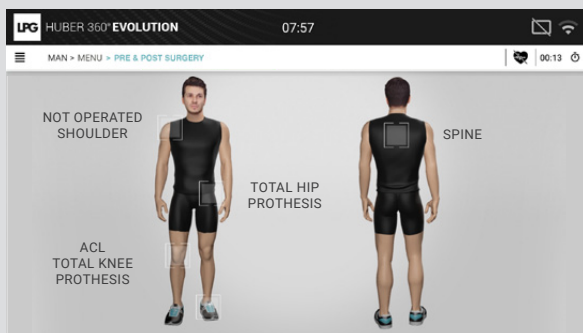 LPG HUBER 360° EVOLUTION 07:57
MAN > MENU > PRE & POST SURGERY 00:13
NOT OPERATED
SHOULDER
SPINE
TOTAL HIP
PROTHESIS
ACL
TOTAL KNEE
PROTHESIS